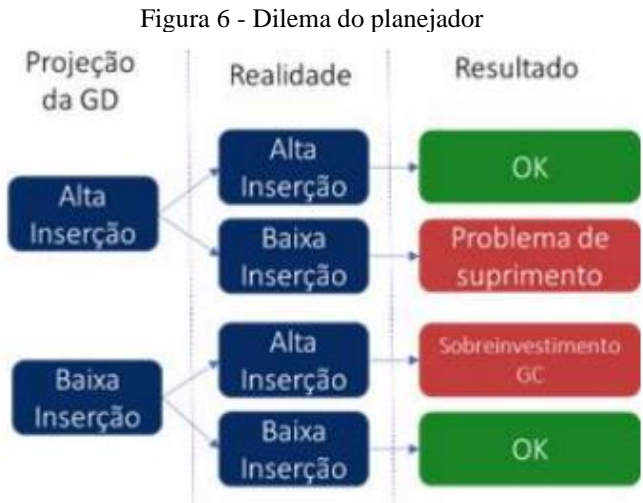 Figura 6 - Dilema do planejador
Projeção
da GD
Realidade
Resultado
Alta
Inserção
Alta
Inserção
OK
Baixa
Inserção
Problema de
suprimento
Baixa
Inserção
Alta
Inserção
Sobreinvestimento
GC
Baixa
Inserção
OK